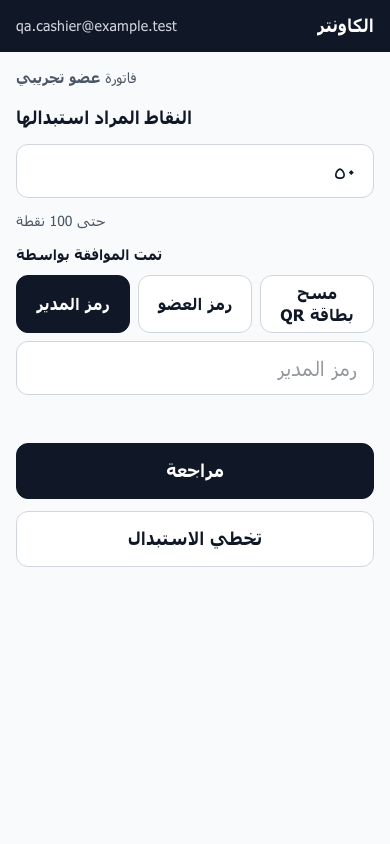 الكاونتر
qa.cashier@example.test
فاتورة عضو تجريبي
النقاط المراد استبدالها
٥٠
حتى 100 نقطة
تمت الموافقة بواسطة
مسح بطاقة QR
رمز العضو
رمز المدير
رمز المدير
مراجعة
تخطي الاستبدال